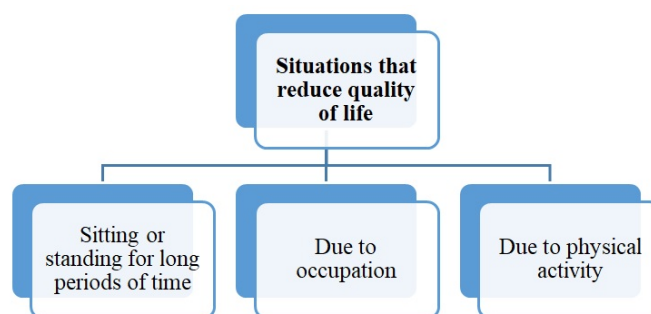 Situations that
reduce quality
of life
Sitting or
standing for long
periods of time
Due to
occupation
Due to physical
activity